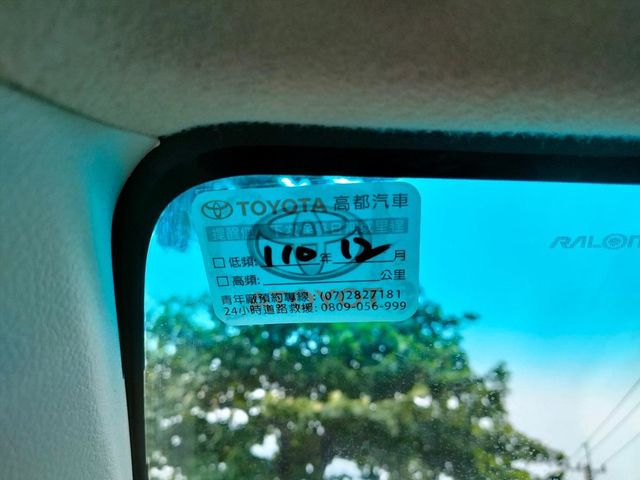 TOYOTA 高都汽車
□低頻: 110年 12月
□高頻: 公里
青年廠預約專線: (07)2827181
24小時道路救援: 0809-056-999
RALON